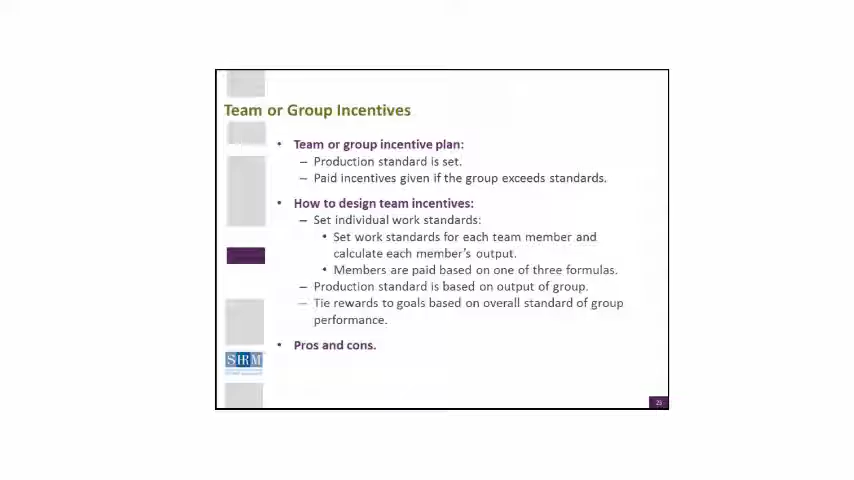 Team or Group Incentives
• Team or group incentive plan:
– Production standard is set.
– Paid incentives given if the group exceeds standards.
• How to design team incentives:
– Set individual work standards:
• Set work standards for each team member and
calculate each member's output.
• Members are paid based on one of three formulas.
– Production standard is based on output of group.
– Tie rewards to goals based on overall standard of group
performance.
• Pros and cons.
SHRM